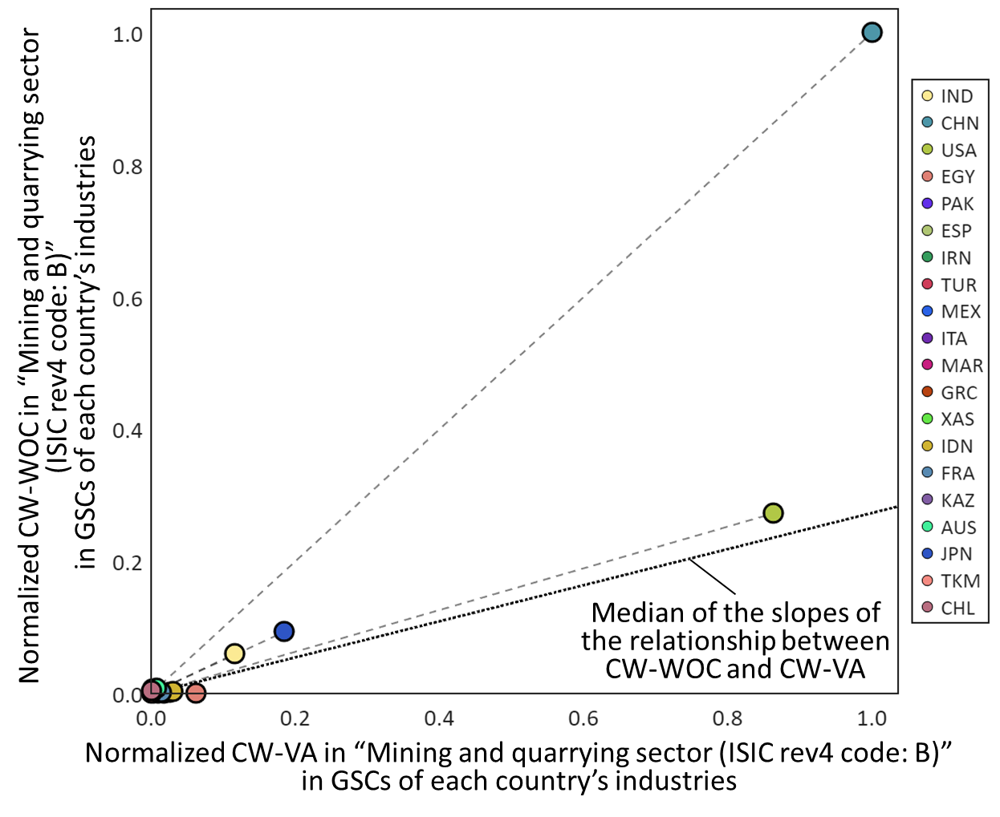 Normalized CW-WOC in “Mining and quarrying sector
(ISIC rev4 code: B)”
in GSCs of each country’s industries
1.0
0.8
0.6
0.4
0.2
0.0
0.0
0.2
0.4
0.6
0.8
1.0
Median of the slopes of
the relationship between
CW-WOC and CW-VA
Normalized CW-VA in “Mining and quarrying sector (ISIC rev4 code: B)”
in GSCs of each country’s industries
IND
CHN
USA
EGY
PAK
ESP
IRN
TUR
MEX
ITA
MAR
GRC
XAS
IDN
FRA
KAZ
AUS
JPN
TKM
CHL